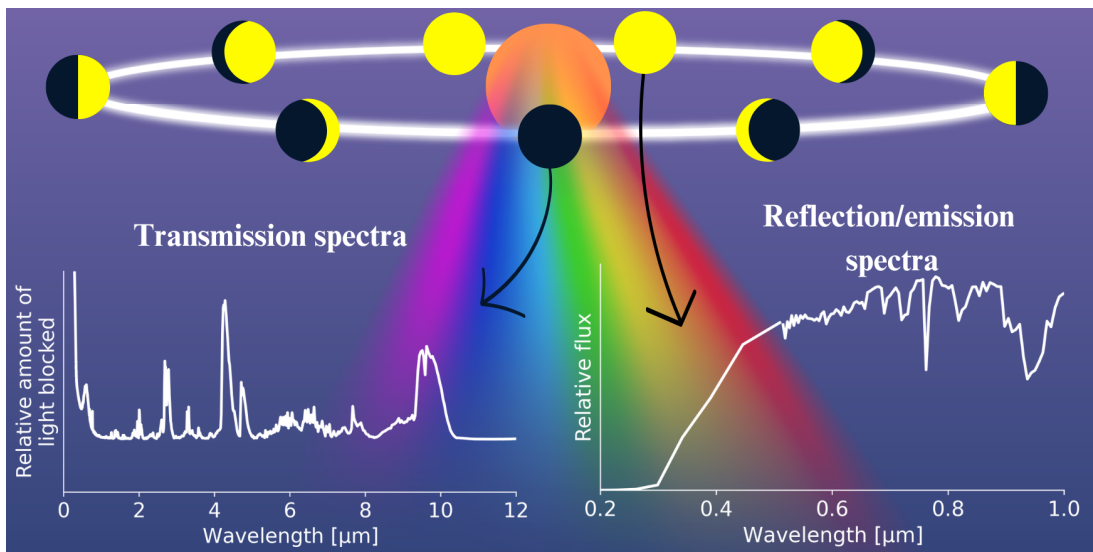 Transmission spectra
Reflection/emission
spectra
Relative amount of
light blocked
0 2 4 6 8 10 12
Wavelength [μm]
Relative flux
0.2 0.4 0.6 0.8 1.0
Wavelength [μm]